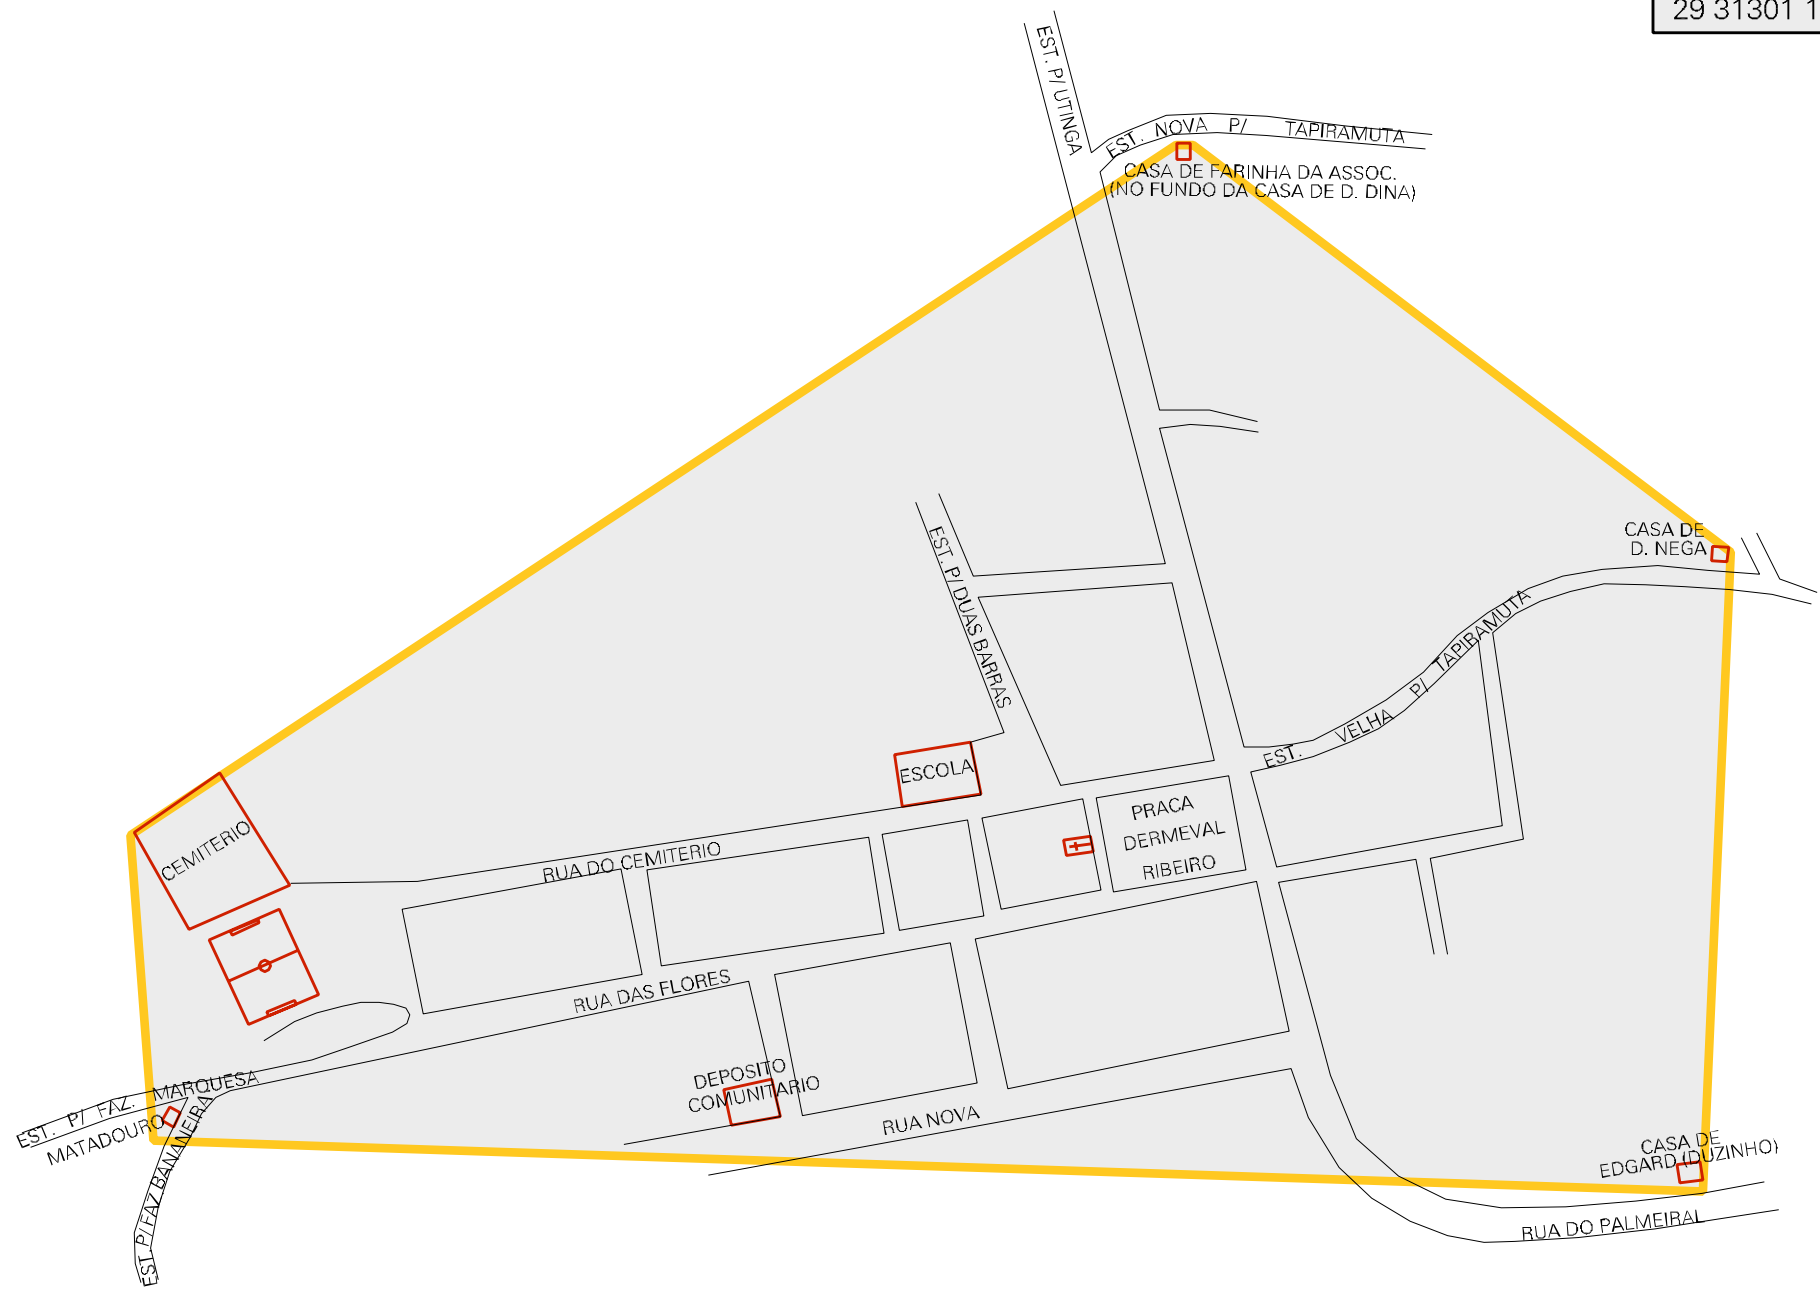 29 31301 1
EST. P/ UTINGA
EST. NOVA P/ TAPIRAMUTA
CASA DE FARINHA DA ASSOC.
(NO FUNDO DA CASA DE D. DINA)
CASA DE
D. NEGA
EST. P/ DUAS BARRAS
EST. VELHA P/ TAPIRAMUTA
ESCOLA
PRACA
DERMEVAL
RIBEIRO
CEMITERIO
RUA DO CEMITERIO
RUA DAS FLORES
DEPOSITO
COMUNITARIO
RUA NOVA
EST. P/ FAZ. MARQUESA
MATADOURO
EST. P/ FAZ BANANEIRA
CASA DE
EDGARD (DUZINHO)
RUA DO PALMEIRAL